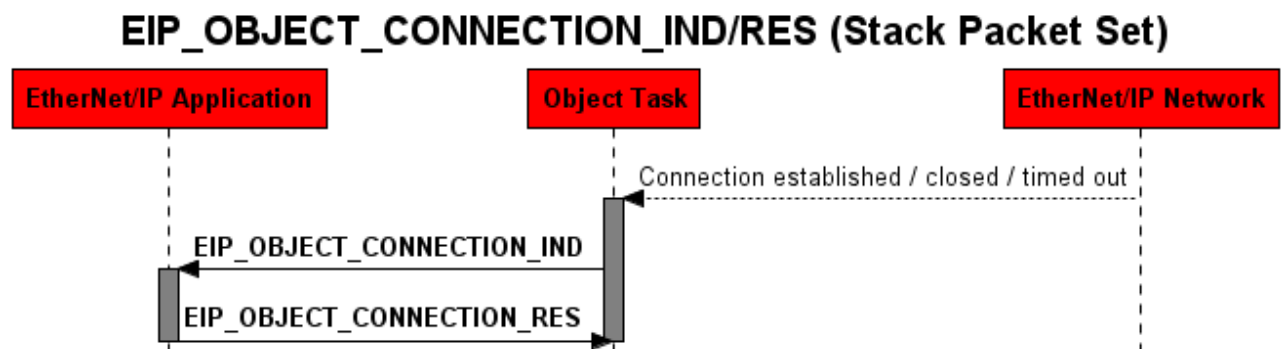 EIP_OBJECT_CONNECTION_IND/RES (Stack Packet Set)
EtherNet/IP Application
Object Task
EtherNet/IP Network
Connection established / closed / timed out
EIP_OBJECT_CONNECTION_IND
EIP_OBJECT_CONNECTION_RES